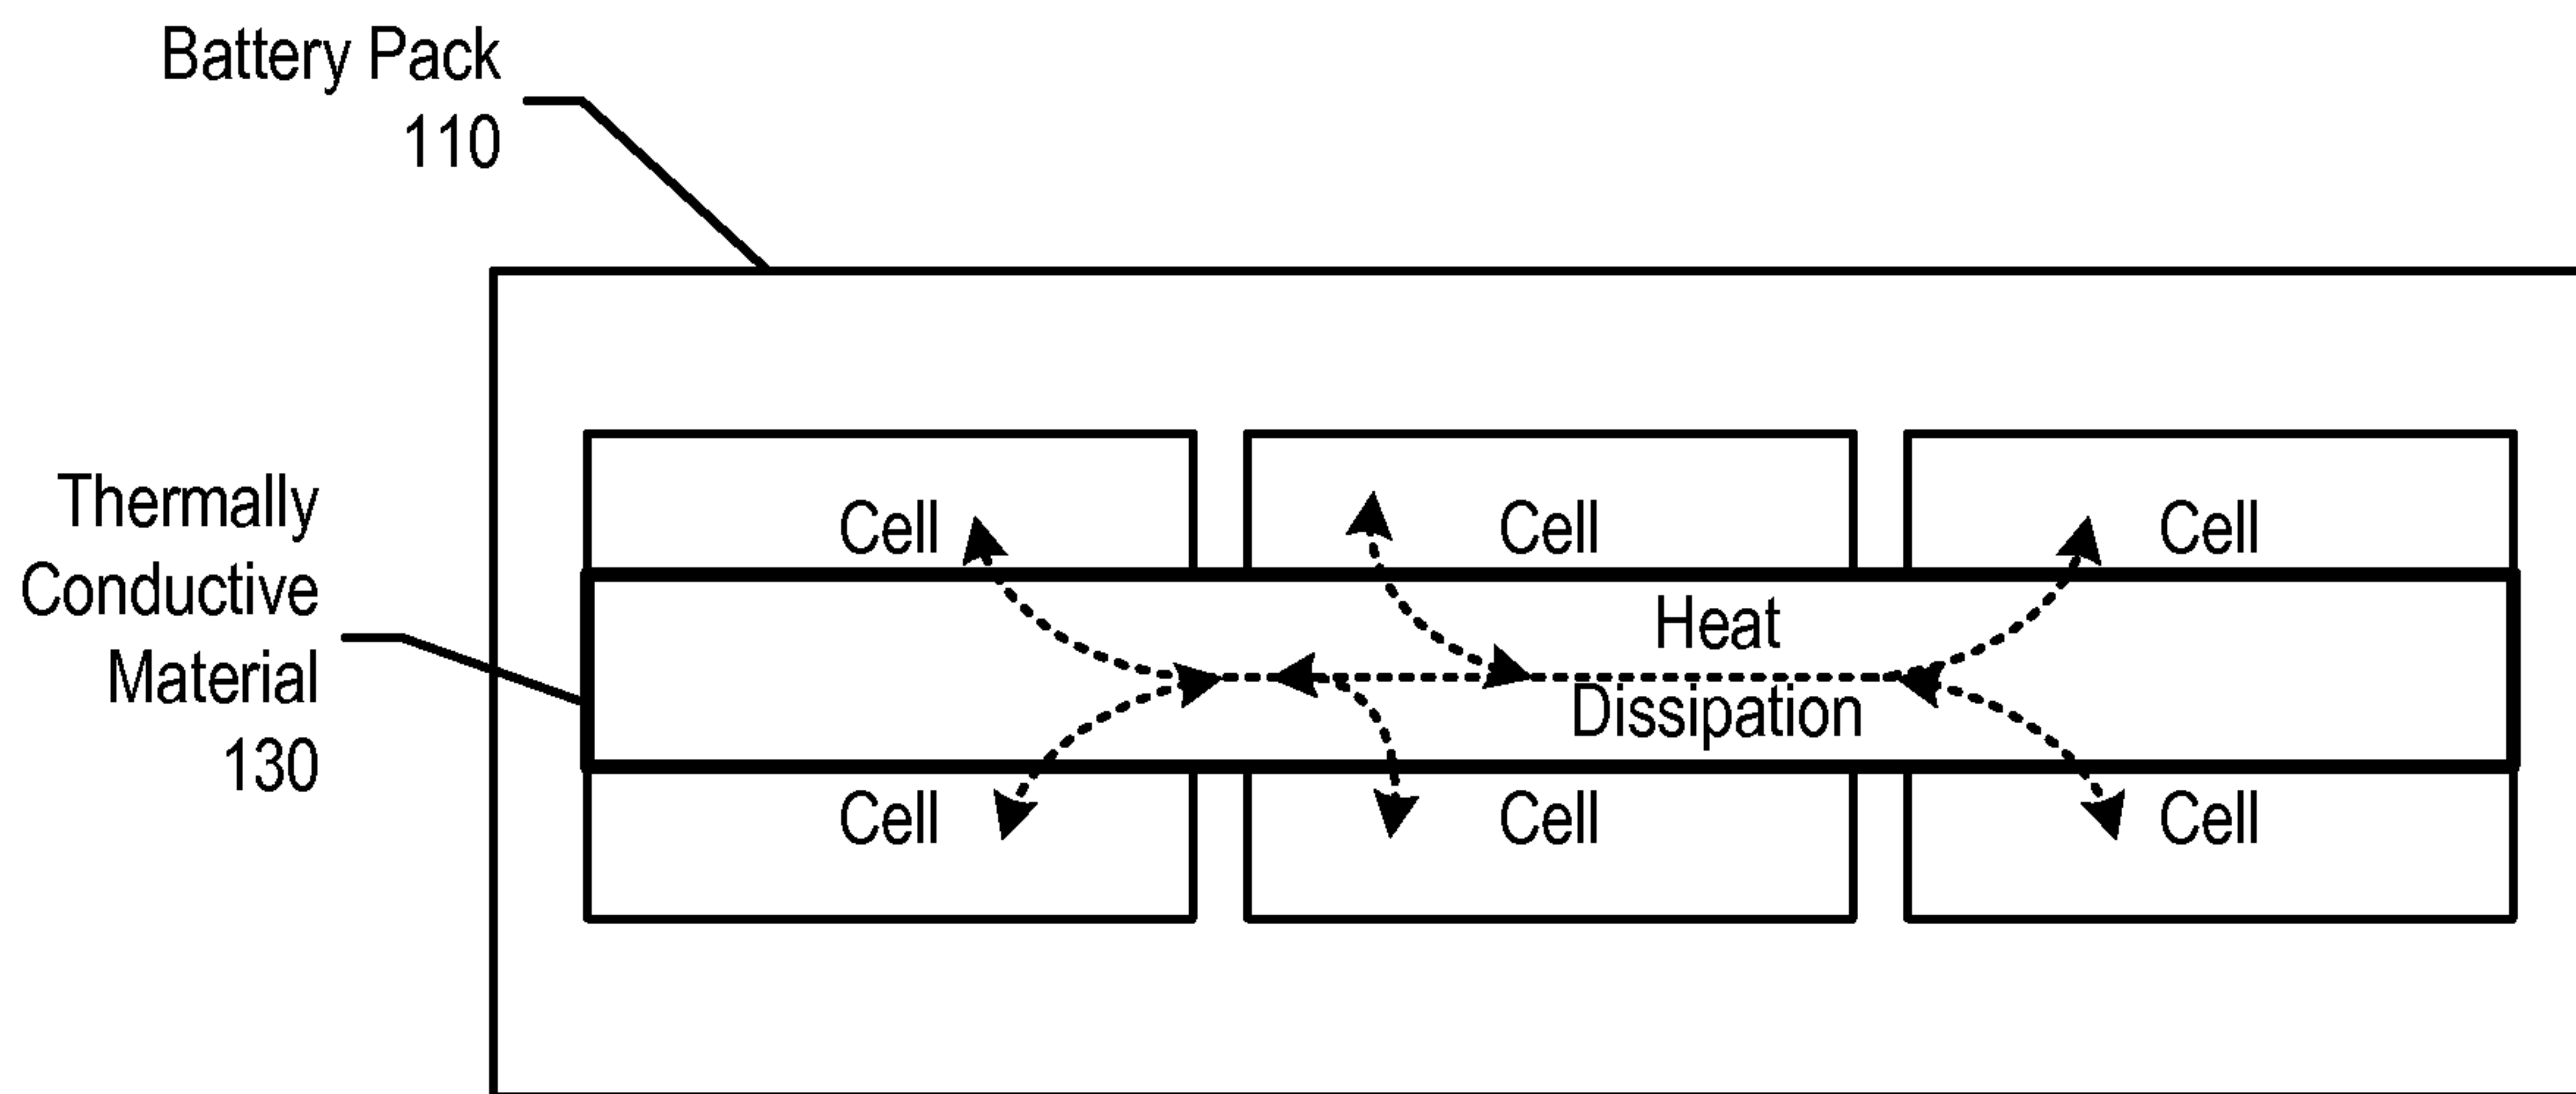 Battery Pack
110
Thermally
Conductive
Material
130
Cell
Cell
Cell
Heat
Dissipation
Cell
Cell
Cell